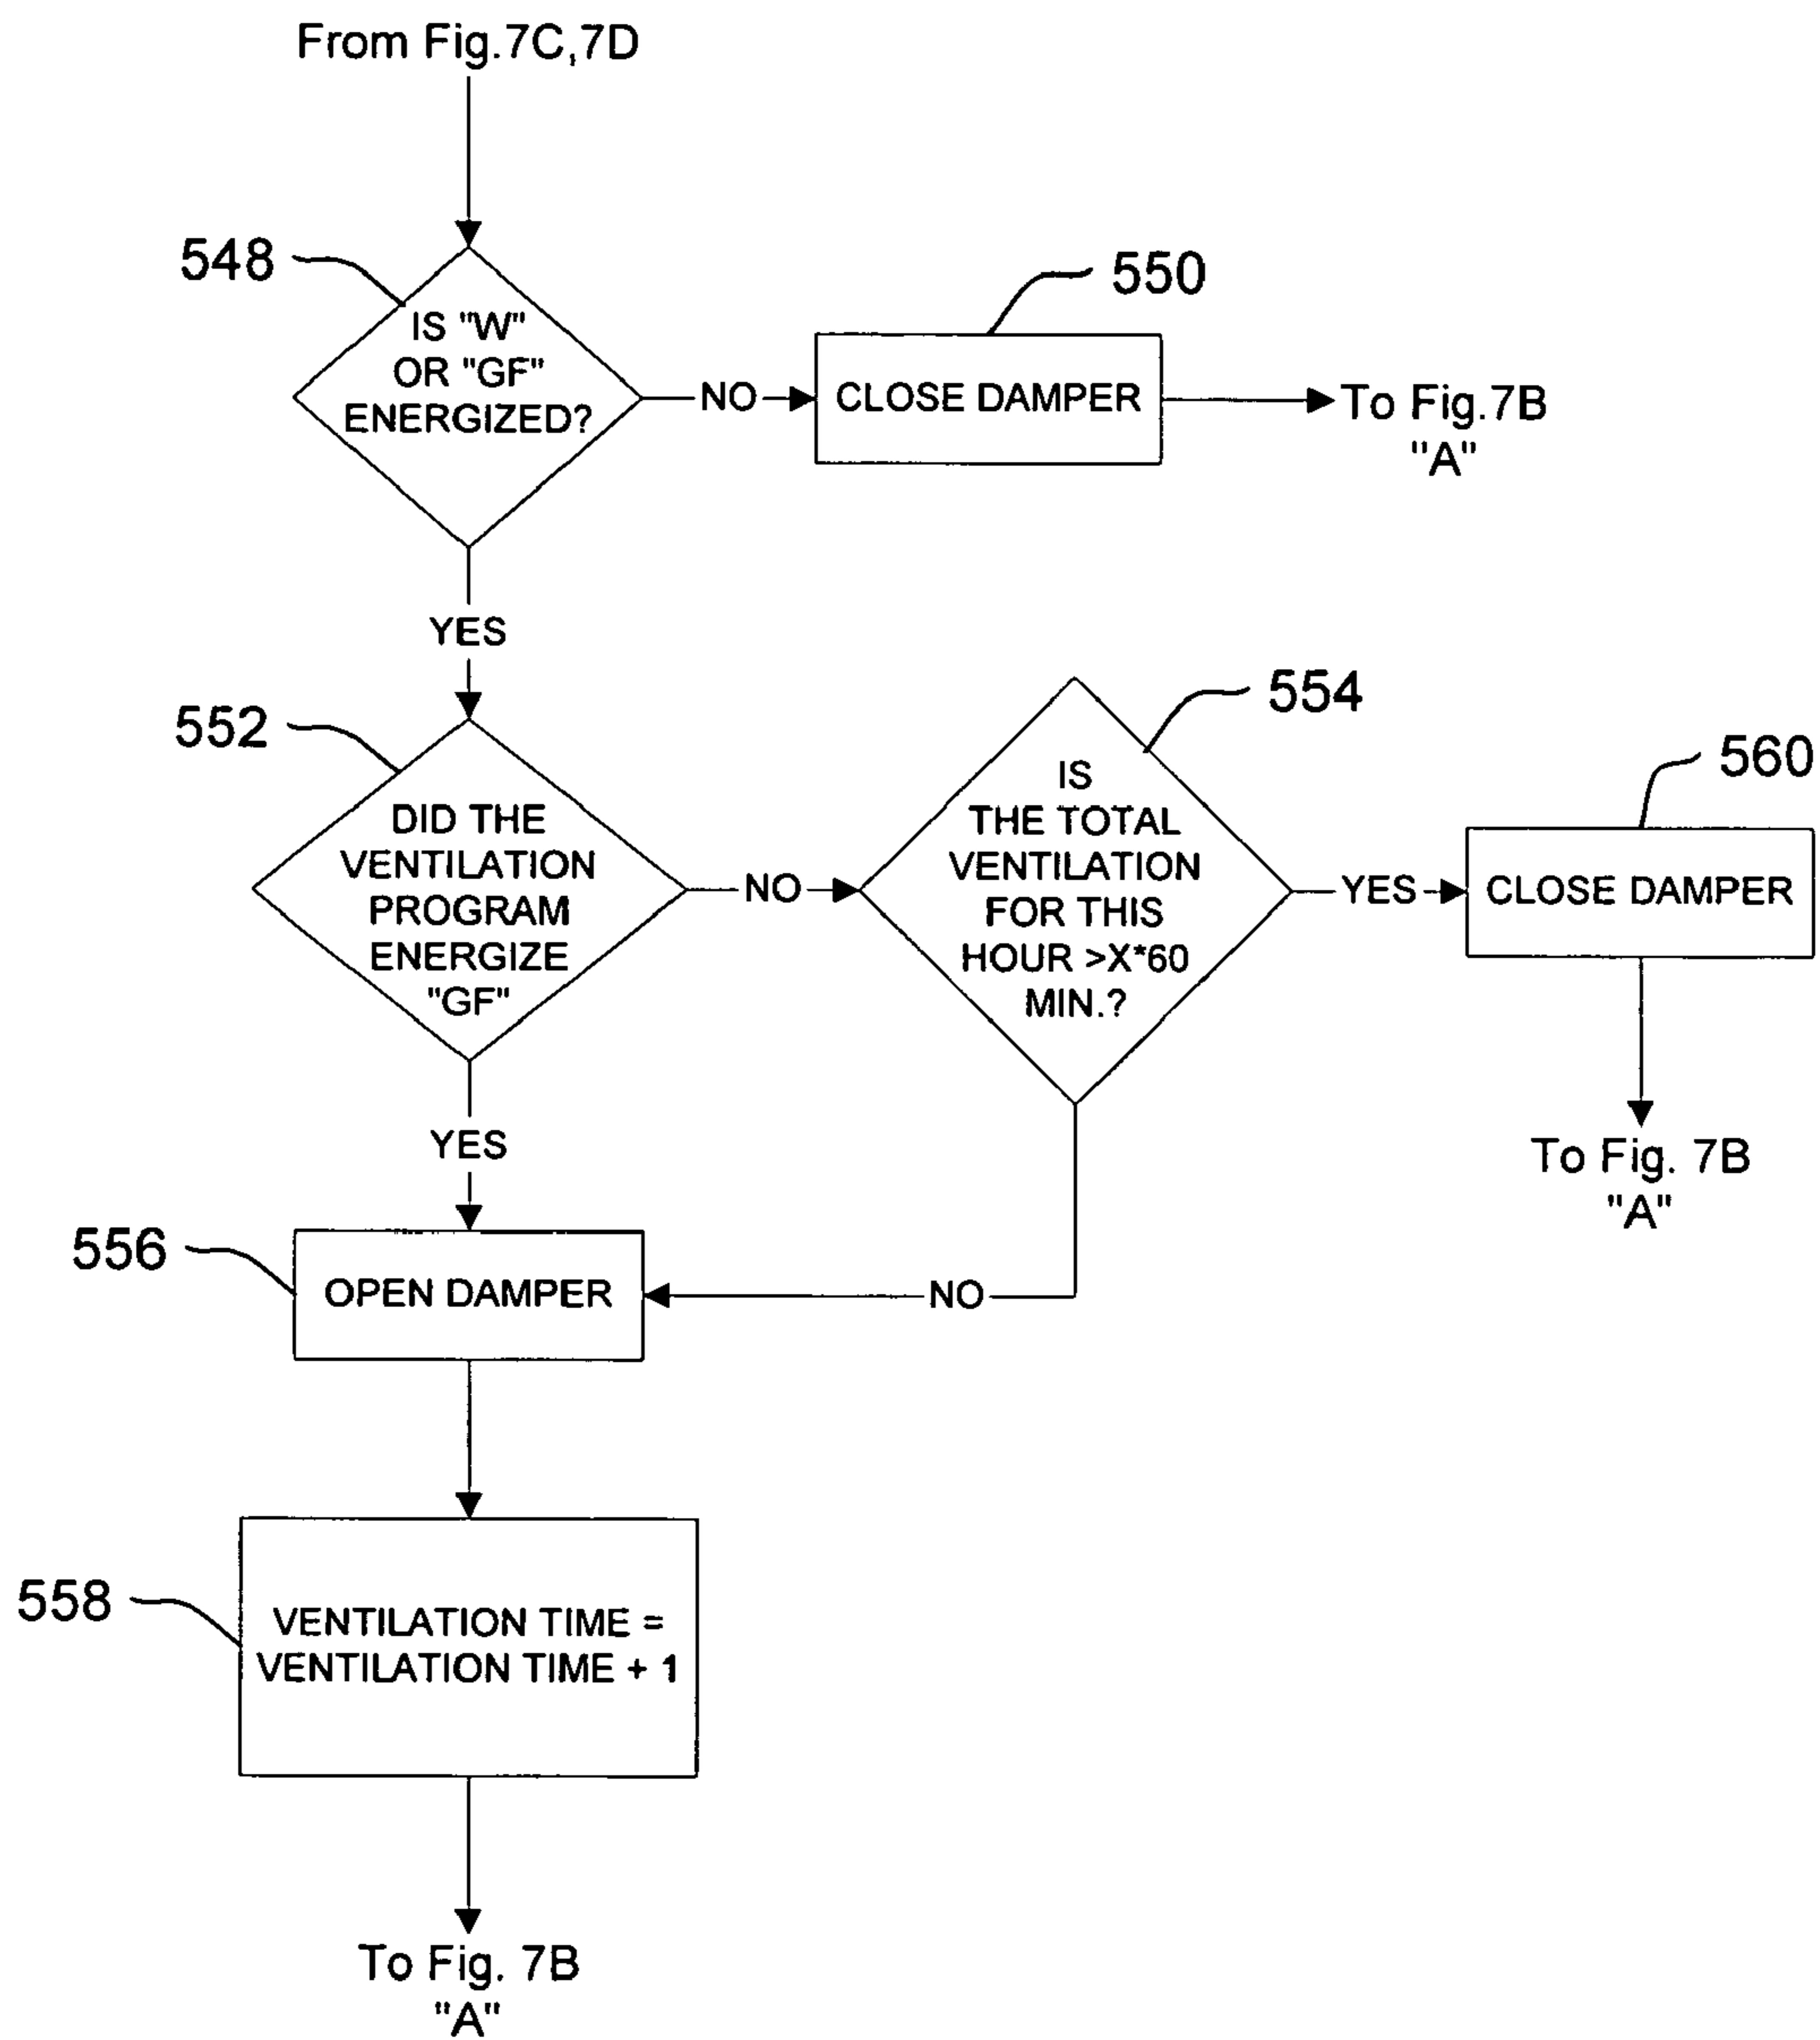 From Fig.7C,7D
548
IS "W"
OR "GF"
ENERGIZED?
NO
550
CLOSE DAMPER
To Fig.7B
"A"
YES
552
DID THE
VENTILATION
PROGRAM
ENERGIZE
"GF"
NO
554
IS
THE TOTAL
VENTILATION
FOR THIS
HOUR >X*60
MIN.?
YES
560
CLOSE DAMPER
To Fig. 7B
"A"
YES
556
OPEN DAMPER
NO
558
VENTILATION TIME =
VENTILATION TIME + 1
To Fig. 7B
"A"